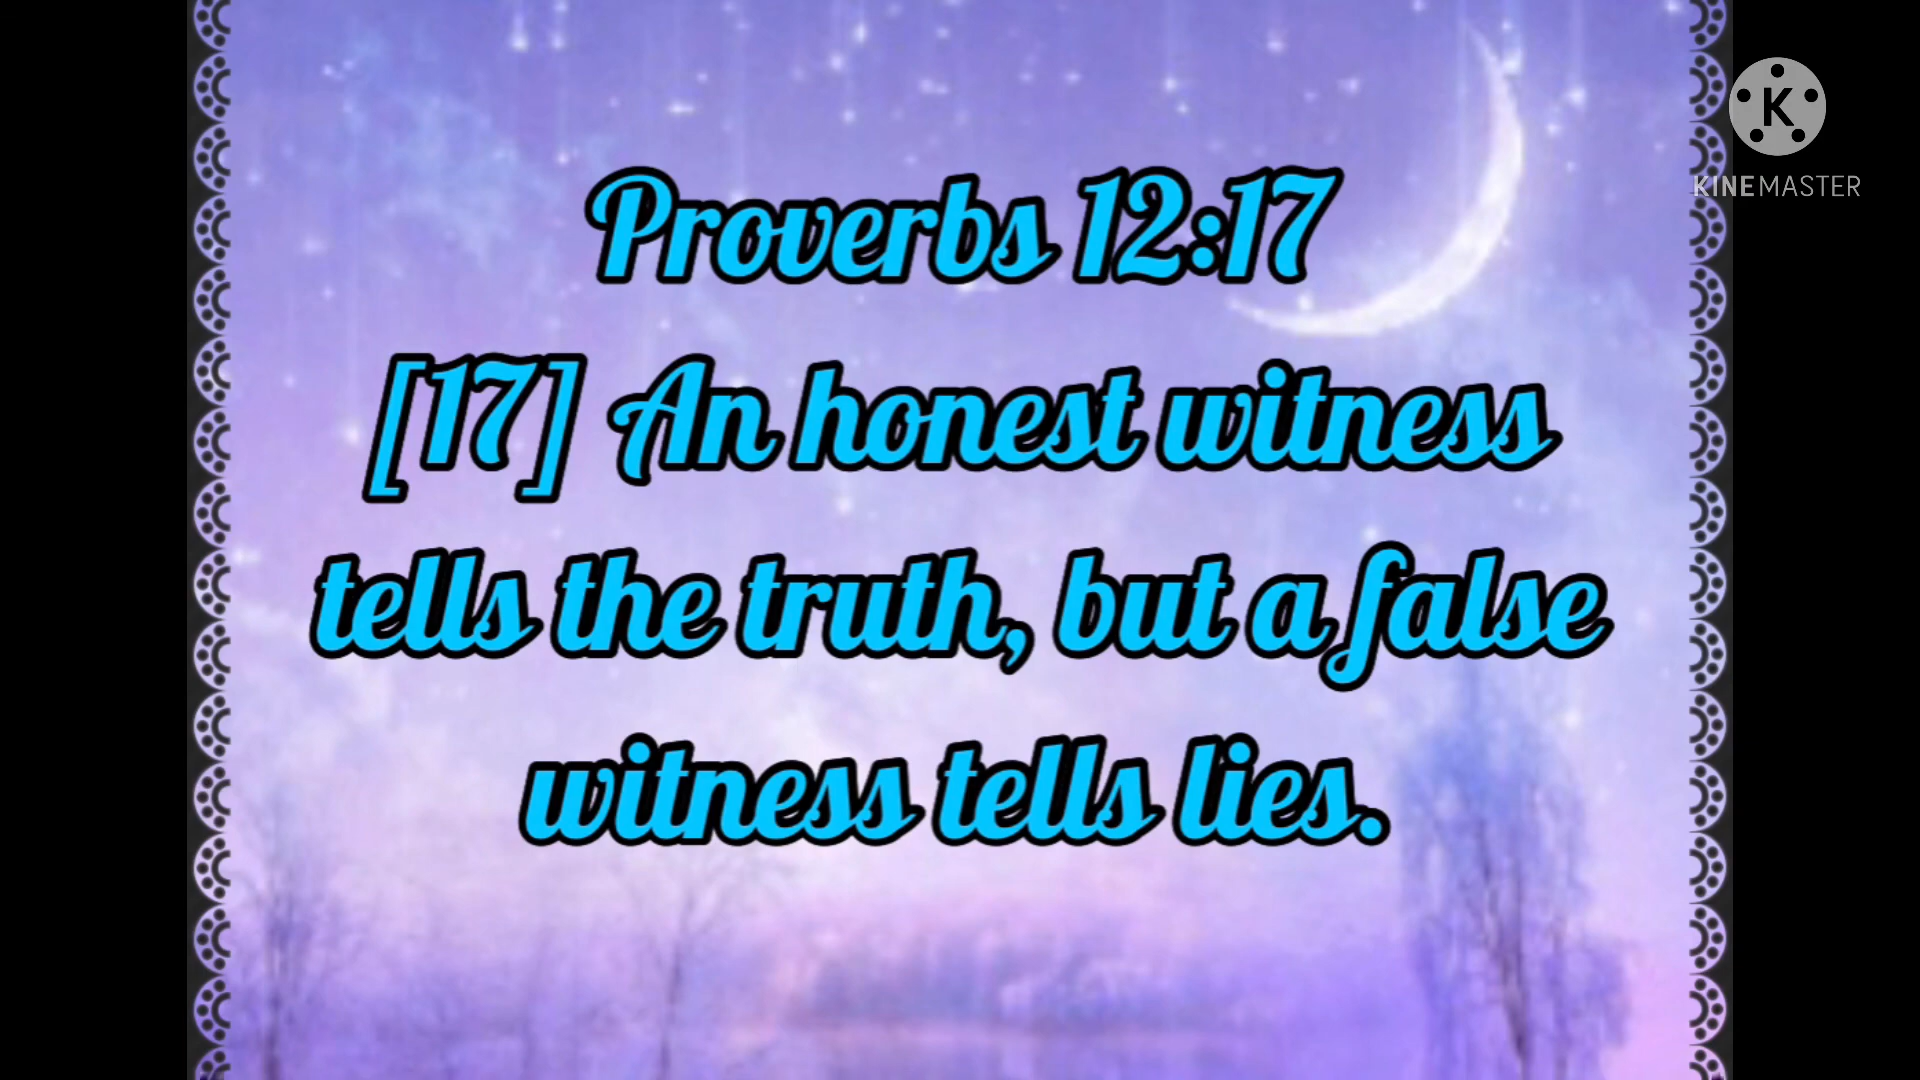 Proverbs 12:17
[17] An honest witness
tells the truth, but a false
witness tells lies.
K
KINEMASTER